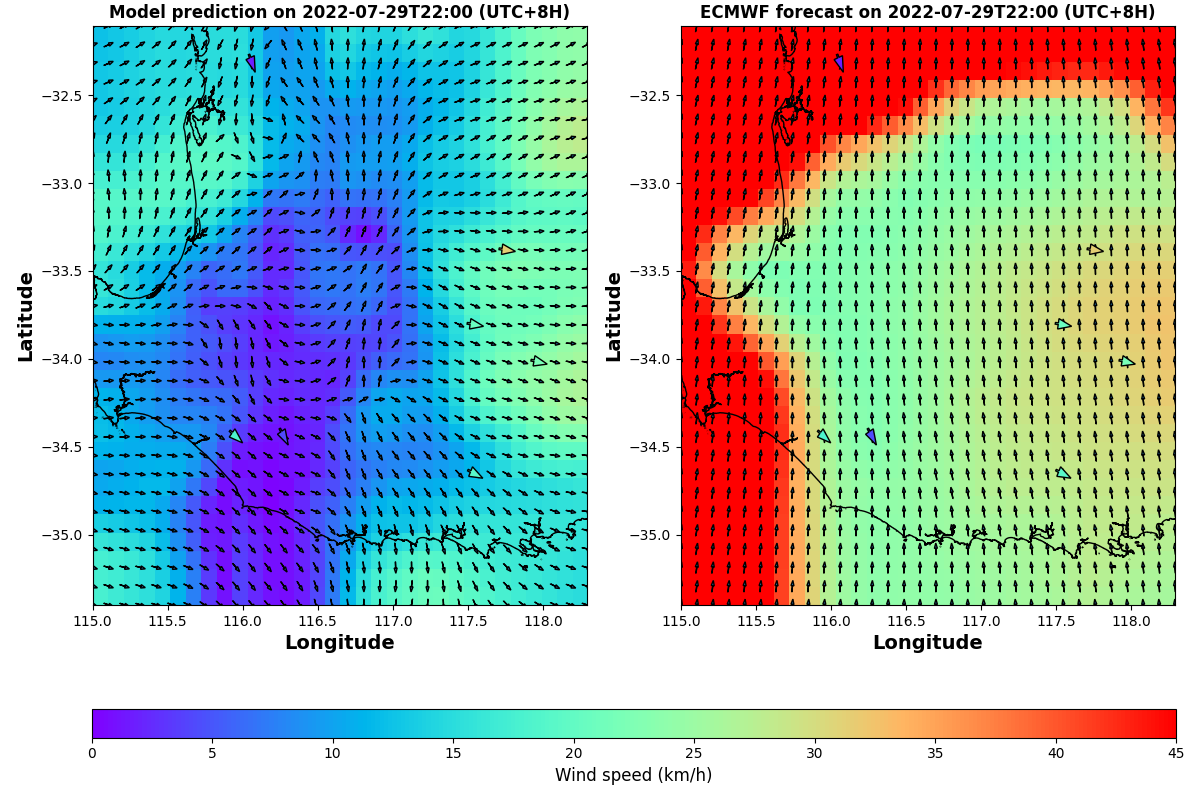 Model prediction on 2022-07-29T22:00 (UTC+8H)
ECMWF forecast on 2022-07-29T22:00 (UTC+8H)
Latitude
−32.5
−33.0
−33.5
−34.0
−34.5
−35.0
115.0 115.5 116.0 116.5 117.0 117.5 118.0
Longitude
Latitude
−32.5
−33.0
−33.5
−34.0
−34.5
−35.0
115.0 115.5 116.0 116.5 117.0 117.5 118.0
Longitude
0 5 10 15 20 25 30 35 40 45
Wind speed (km/h)